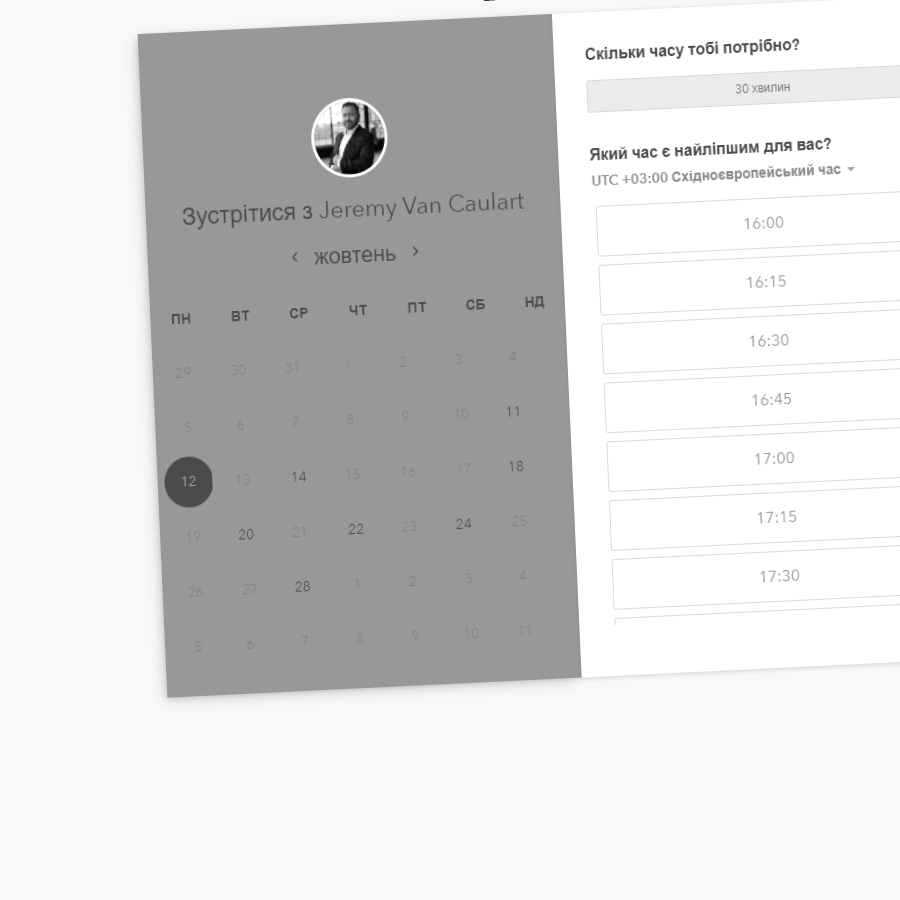 Зустрітися з Jeremy Van Caulart
‹ жовтень ›
ПН ВТ СР ЧТ ПТ СБ НД
29 30 31 1 2 3 4
5 6 7 8 9 10 11
12 13 14 15 16 17 18
19 20 21 22 23 24 25
26 27 28 1 2 3 4
5 6 7 8 9 10 11
Скільки часу тобі потрібно?
30 хвилин
Який час є найліпшим для вас?
UTC +03:00 Східноєвропейський час
16:00
16:15
16:30
16:45
17:00
17:15
17:30